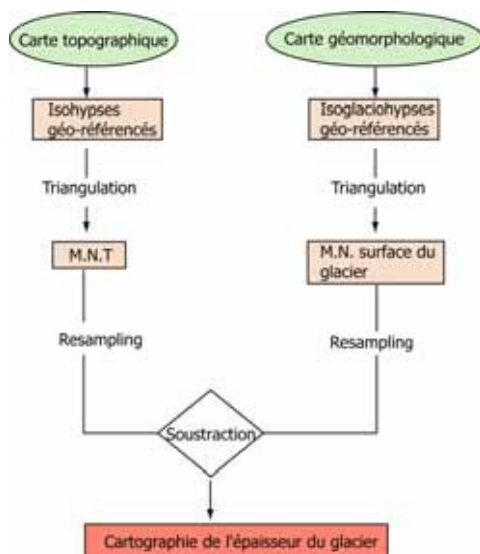 Carte topographique
Carte géomorphologique
Isohypses
géo-référencés
Isoglaciohypses
géo-référencés
Triangulation
Triangulation
M.N.T
M.N. surface du
glacier
Resampling
Resampling
Soustraction
Cartographie de l'épaisseur du glacier